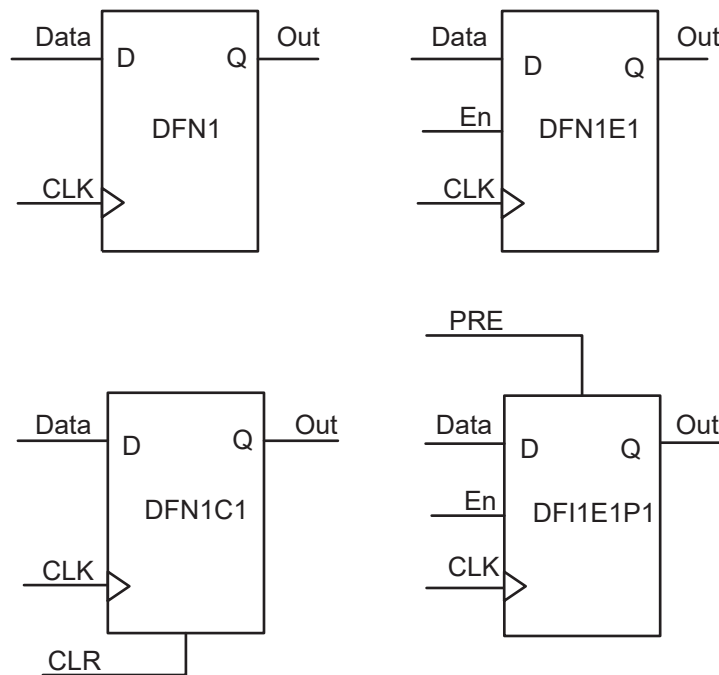 Data
D
Q
Out
DFN1
CLK
Data
D
Q
Out
En
DFN1E1
CLK
Data
D
Q
Out
DFN1C1
CLK
CLR
PRE
Data
D
Q
Out
En
DFI1E1P1
CLK